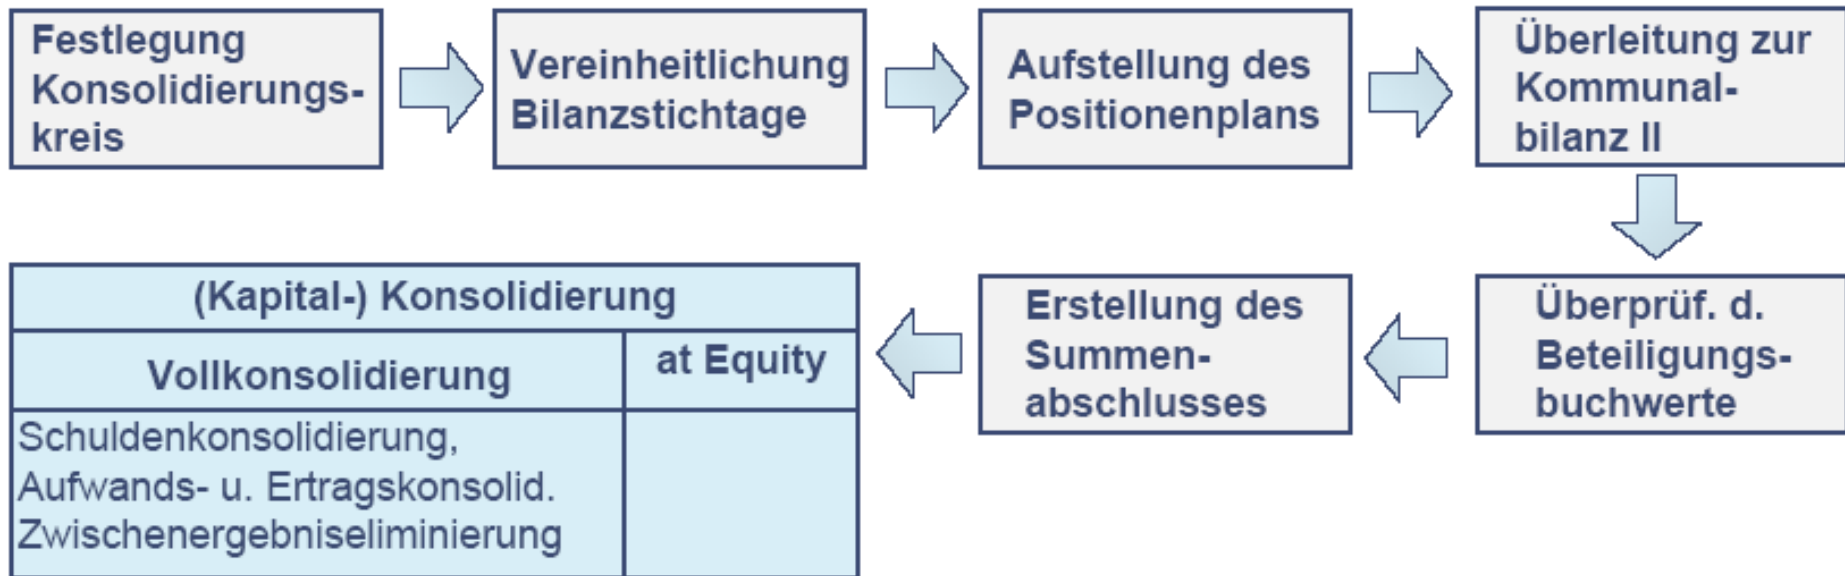 Festlegung
Konsolidierungs-
kreis
Vereinheitlichung
Bilanzstichtage
Aufstellung des
Positionenplans
Überleitung zur
Kommunal-
bilanz II
Überprüf. d.
Beteiligungs-
buchwerte
Erstellung des
Summen-
abschlusses
(Kapital-) Konsolidierung
Vollkonsolidierung
at Equity
Schuldenkonsolidierung,
Aufwands- u. Ertragskonsolid.
Zwischenergebniseliminierung